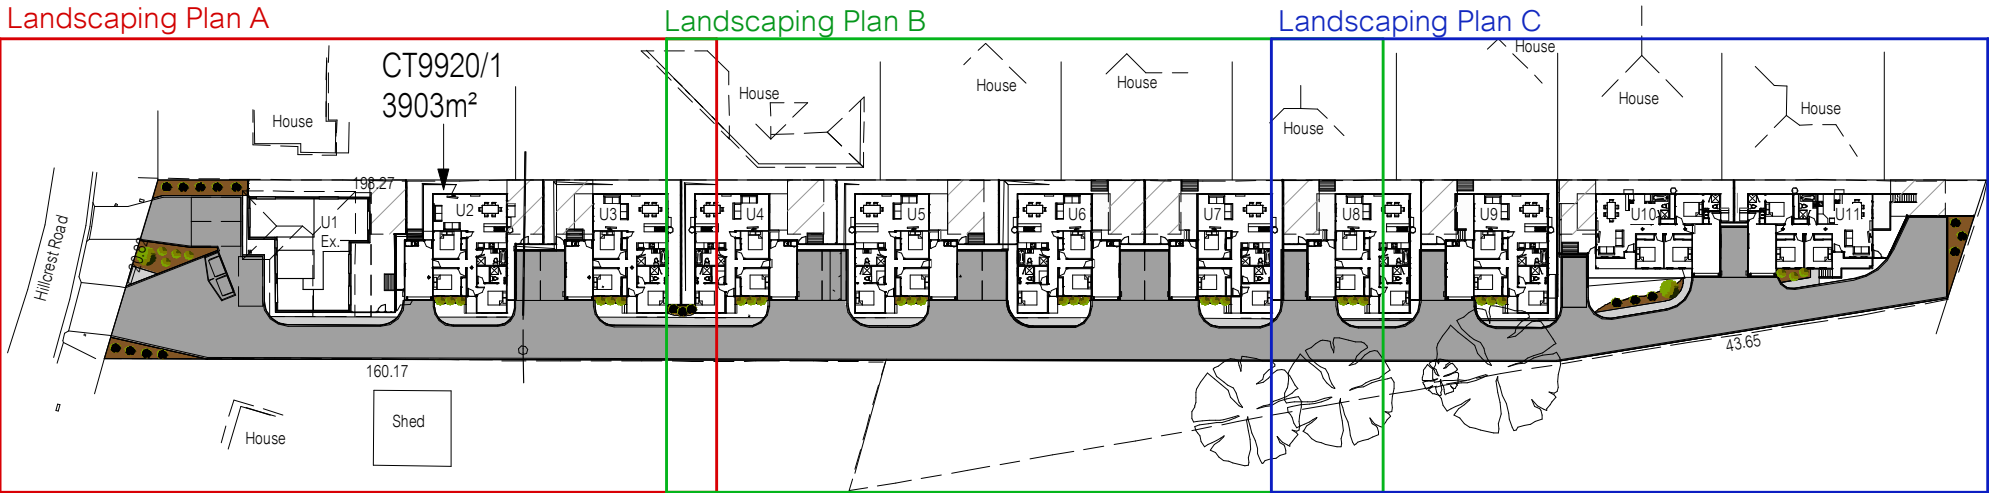 Landscaping Plan A
Landscaping Plan B
Landscaping Plan C
CT9920/1
3903m²
House
House
House
House
House
House
House
House
198.27
U1
Ex.
U2
U3
U4
U5
U6
U7
U8
U9
U10
U11
Hillcrest Road
160.17
43.65
Shed
House